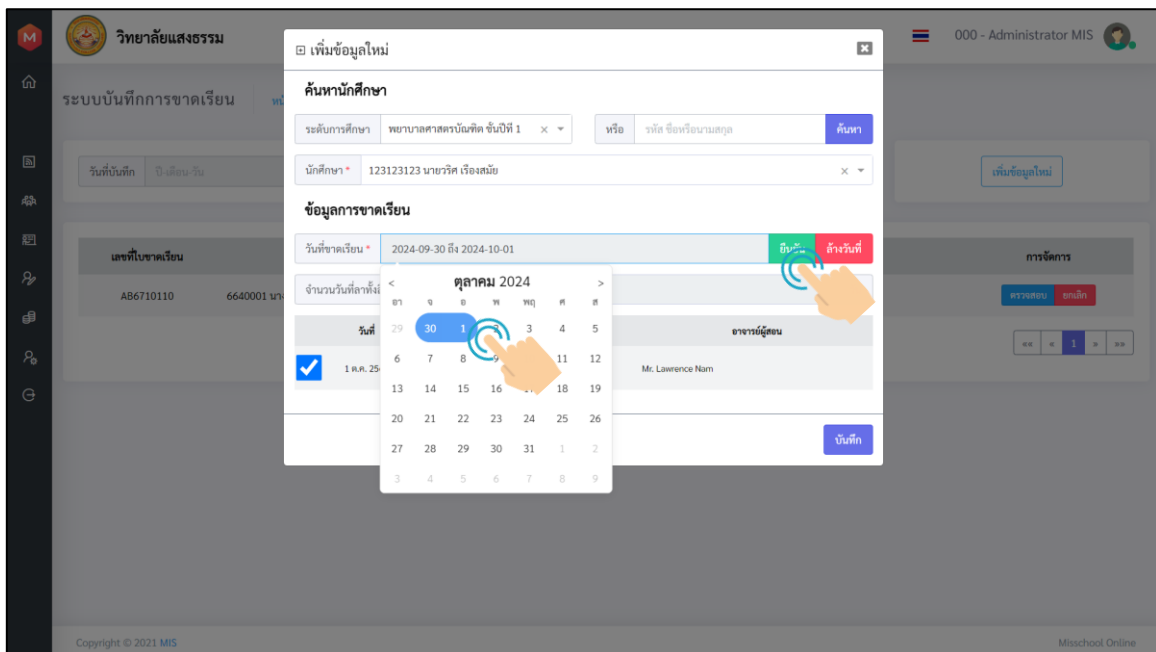 M วิทยาลัยแสงธรรม
000 - Administrator MIS
ระบบบันทึกการขาดเรียน
วันที่บันทึก ปี-เดือน-วัน
เพิ่มข้อมูลใหม่
เลขที่ใบขาดเรียน
การจัดการ
AB6710110 6640001
ตรวจสอบ ยกเลิก
«« « 1 » »»
เพิ่มข้อมูลใหม่
ค้นหานักศึกษา
ระดับการศึกษา พยาบาลศาสตรบัณฑิต ชั้นปีที่ 1 × หรือ รหัส ชื่อหรือนามสกุล ค้นหา
นักศึกษา * 123123123 นายวริศ เรืองสมัย ×
ข้อมูลการขาดเรียน
วันที่ขาดเรียน * 2024-09-30 ถึง 2024-10-01 ยืนยัน ล้างวันที่
จำนวนวันที่ลาทั้ง
< ตุลาคม 2024 >
อา จ อ พ พฤ ศ ส
29 30 1 2 3 4 5
6 7 8 9 11 12
13 14 15 16 17 18 19
20 21 22 23 24 25 26
27 28 29 30 31 1 2
3 4 5 6 7 8 9
วันที่ อาจารย์ผู้สอน
1 ต.ค. 25 Mr. Lawrence Nam
บันทึก
Copyright © 2021 MIS
Misschool Online